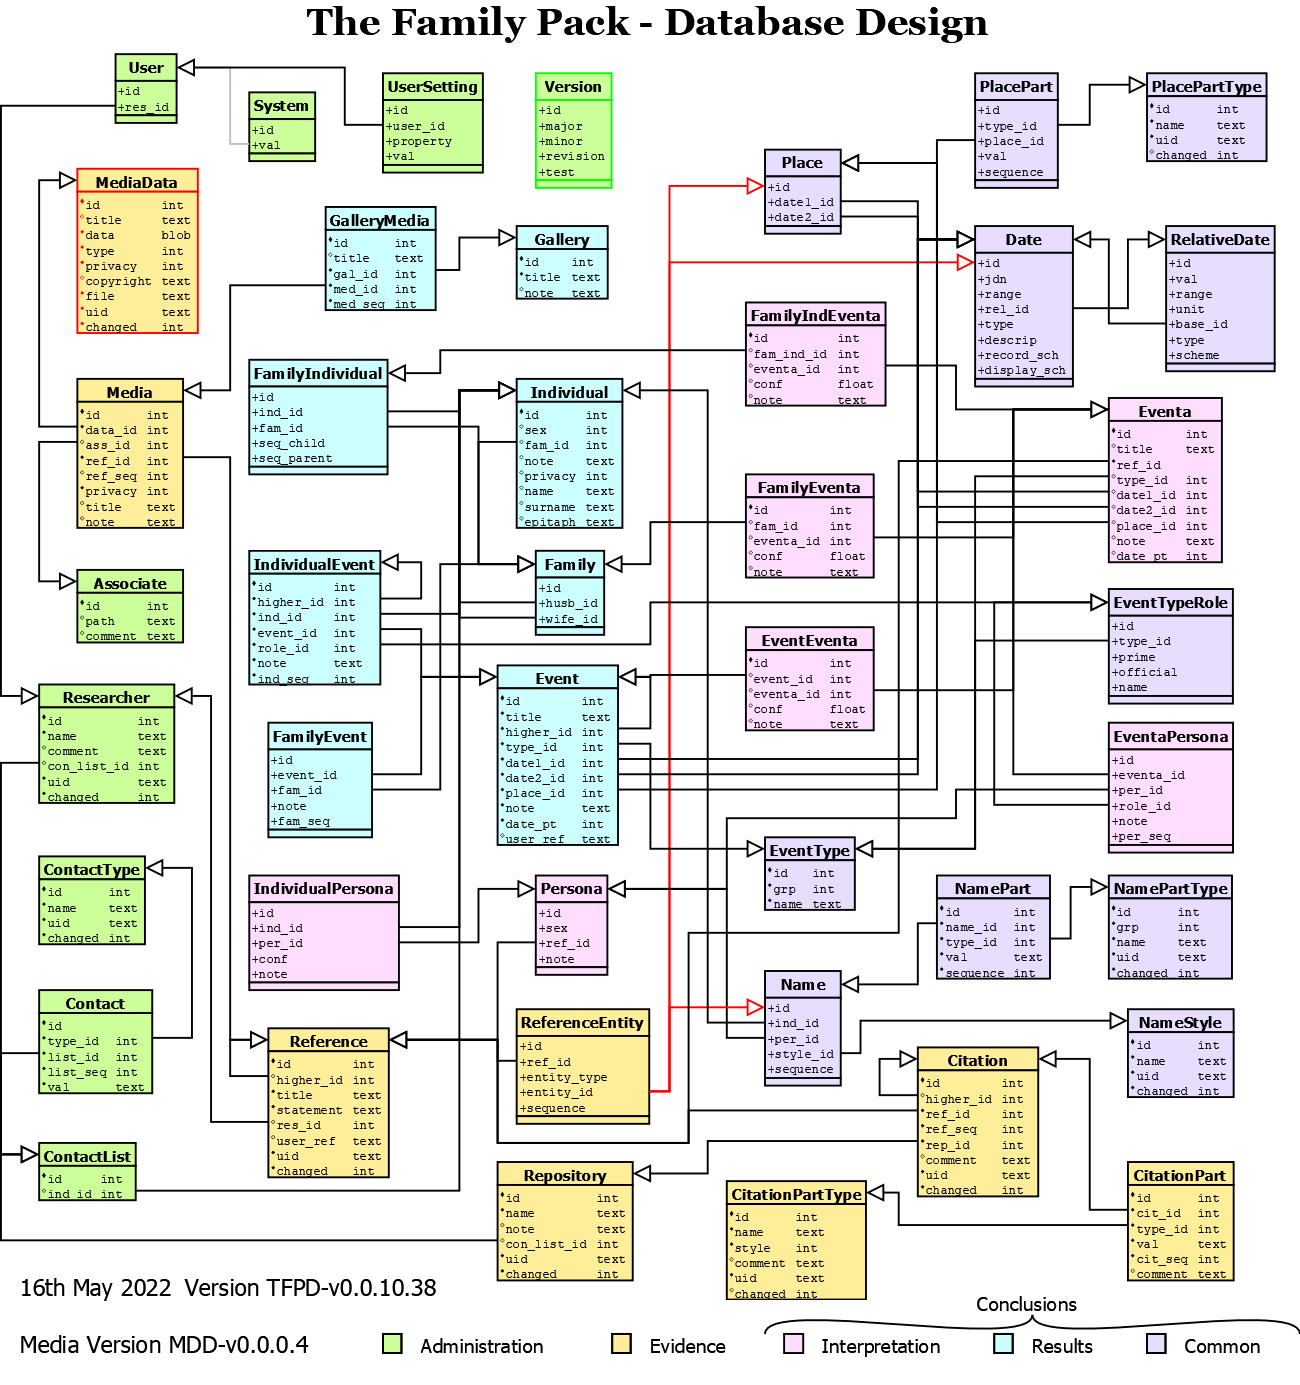 The Family Pack - Database Design
User
+id
+res_id
System
+id
+val
UserSetting
+id
+user_id
+property
+val
Version
+id
+major
+minor
+revision
+test
PlacePart
+id
+type_id
+place_id
+val
+sequence
PlacePartType
id int
name text
uid text
changed int
Place
+id
+date1_id
+date2_id
MediaData
id int
title text
data blob
type int
privacy int
copyright text
file text
uid text
changed int
GalleryMedia
id int
title text
gal_id int
med_id int
med_seq int
Gallery
id int
title text
note text
Date
+id
+jdn
+range
+rel_id
+type
+descrip
+record_sch
+display_sch
RelativeDate
+id
+val
+range
+unit
+base_id
+type
+scheme
FamilyIndEventa
id int
fam_ind_id int
eventa_id int
conf float
note text
Media
id int
data_id int
ass_id int
ref_id int
ref_seq int
privacy int
title text
note text
FamilyIndividual
+id
+ind_id
+fam_id
+seq_child
+seq_parent
Individual
id int
sex int
fam_id int
note text
privacy int
name text
surname text
epitaph text
Eventa
id int
title text
ref_id
type_id int
date1_id int
date2_id int
place_id int
note text
date_pt int
FamilyEventa
id int
fam_id int
eventa_id int
conf float
note text
Associate
id int
path text
comment text
IndividualEvent
id int
higher_id int
ind_id int
event_id int
role_id int
note text
ind_seq int
Family
+id
+husb_id
+wife_id
EventTypeRole
+id
+type_id
+prime
+official
+name
EventEventa
id int
event_id int
eventa_id int
conf float
note text
Researcher
id int
name text
comment text
con_list_id int
uid text
changed int
Event
id int
title text
higher_id int
type_id int
date1_id int
date2_id int
place_id int
note text
date_pt int
user_ref text
FamilyEvent
+id
+event_id
+fam_id
+note
+fam_seq
EventaPersona
+id
+eventa_id
+per_id
+role_id
+note
+per_seq
EventType
id int
grp int
name text
ContactType
id int
name text
uid text
changed int
IndividualPersona
+id
+ind_id
+per_id
+conf
+note
Persona
+id
+sex
+ref_id
+note
NamePart
id int
name_id int
type_id int
val text
sequence int
NamePartType
id int
grp int
name text
uid text
changed int
Name
+id
+ind_id
+per_id
+style_id
+sequence
Contact
id
type_id int
list_id int
list_seq int
val text
Reference
id int
higher_id int
title text
statement text
res_id int
user_ref text
uid text
changed int
ReferenceEntity
+id
+ref_id
+entity_type
+entity_id
+sequence
NameStyle
id int
name text
uid text
changed int
Citation
id int
higher_id int
ref_id int
ref_seq int
rep_id int
comment text
uid text
changed int
ContactList
id int
ind_id int
Repository
id int
name text
note text
con_list_id int
uid text
changed int
CitationPartType
id int
name text
style int
comment text
uid text
changed int
CitationPart
id int
cit_id int
type_id int
val text
cit_seq int
comment text
16th May 2022 Version TFPD-v0.0.10.38
Conclusions
Media Version MDD-v0.0.0.4
Administration
Evidence
Interpretation
Results
Common